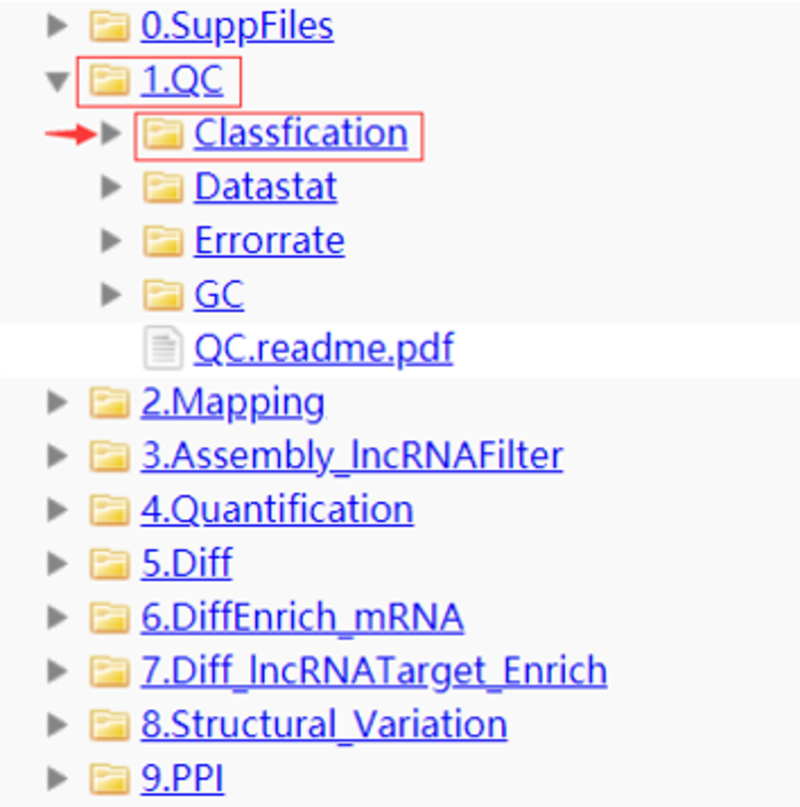 0.SuppFiles
1.QC
Classfication
Datastat
Errorrate
GC
QC.readme.pdf
2.Mapping
3.Assembly_lncRNAFilter
4.Quantification
5.Diff
6.DiffEnrich_mRNA
7.Diff_lncRNATarget_Enrich
8.Structural_Variation
9.PPI